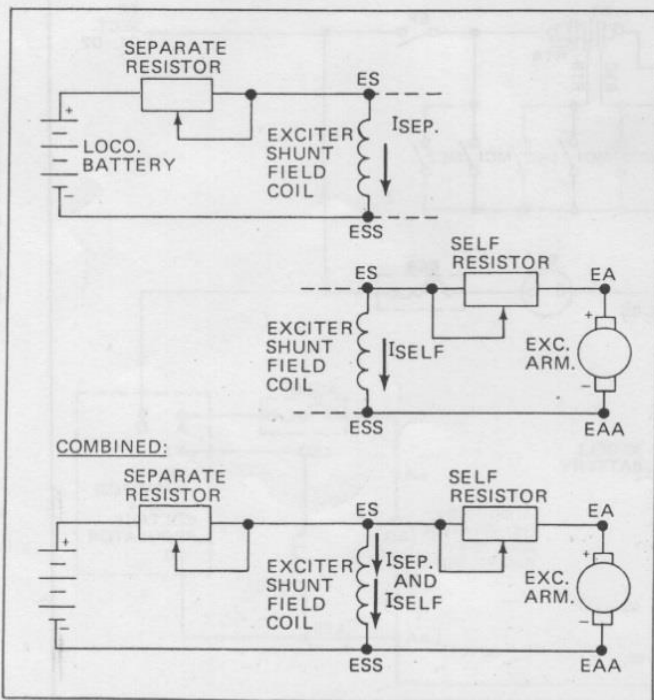 SEPARATE
RESISTOR
ES
+
LOCO.
BATTERY
−
EXCITER
SHUNT
FIELD
COIL
ISEP.
ESS
SELF
RESISTOR
ES
EA
EXCITER
SHUNT
FIELD
COIL
ISELF
+
EXC.
ARM.
−
ESS
EAA
COMBINED:
SEPARATE
RESISTOR
SELF
RESISTOR
ES
EA
+
−
EXCITER
SHUNT
FIELD
COIL
ISEP.
AND
ISELF
+
EXC.
ARM.
−
ESS
EAA